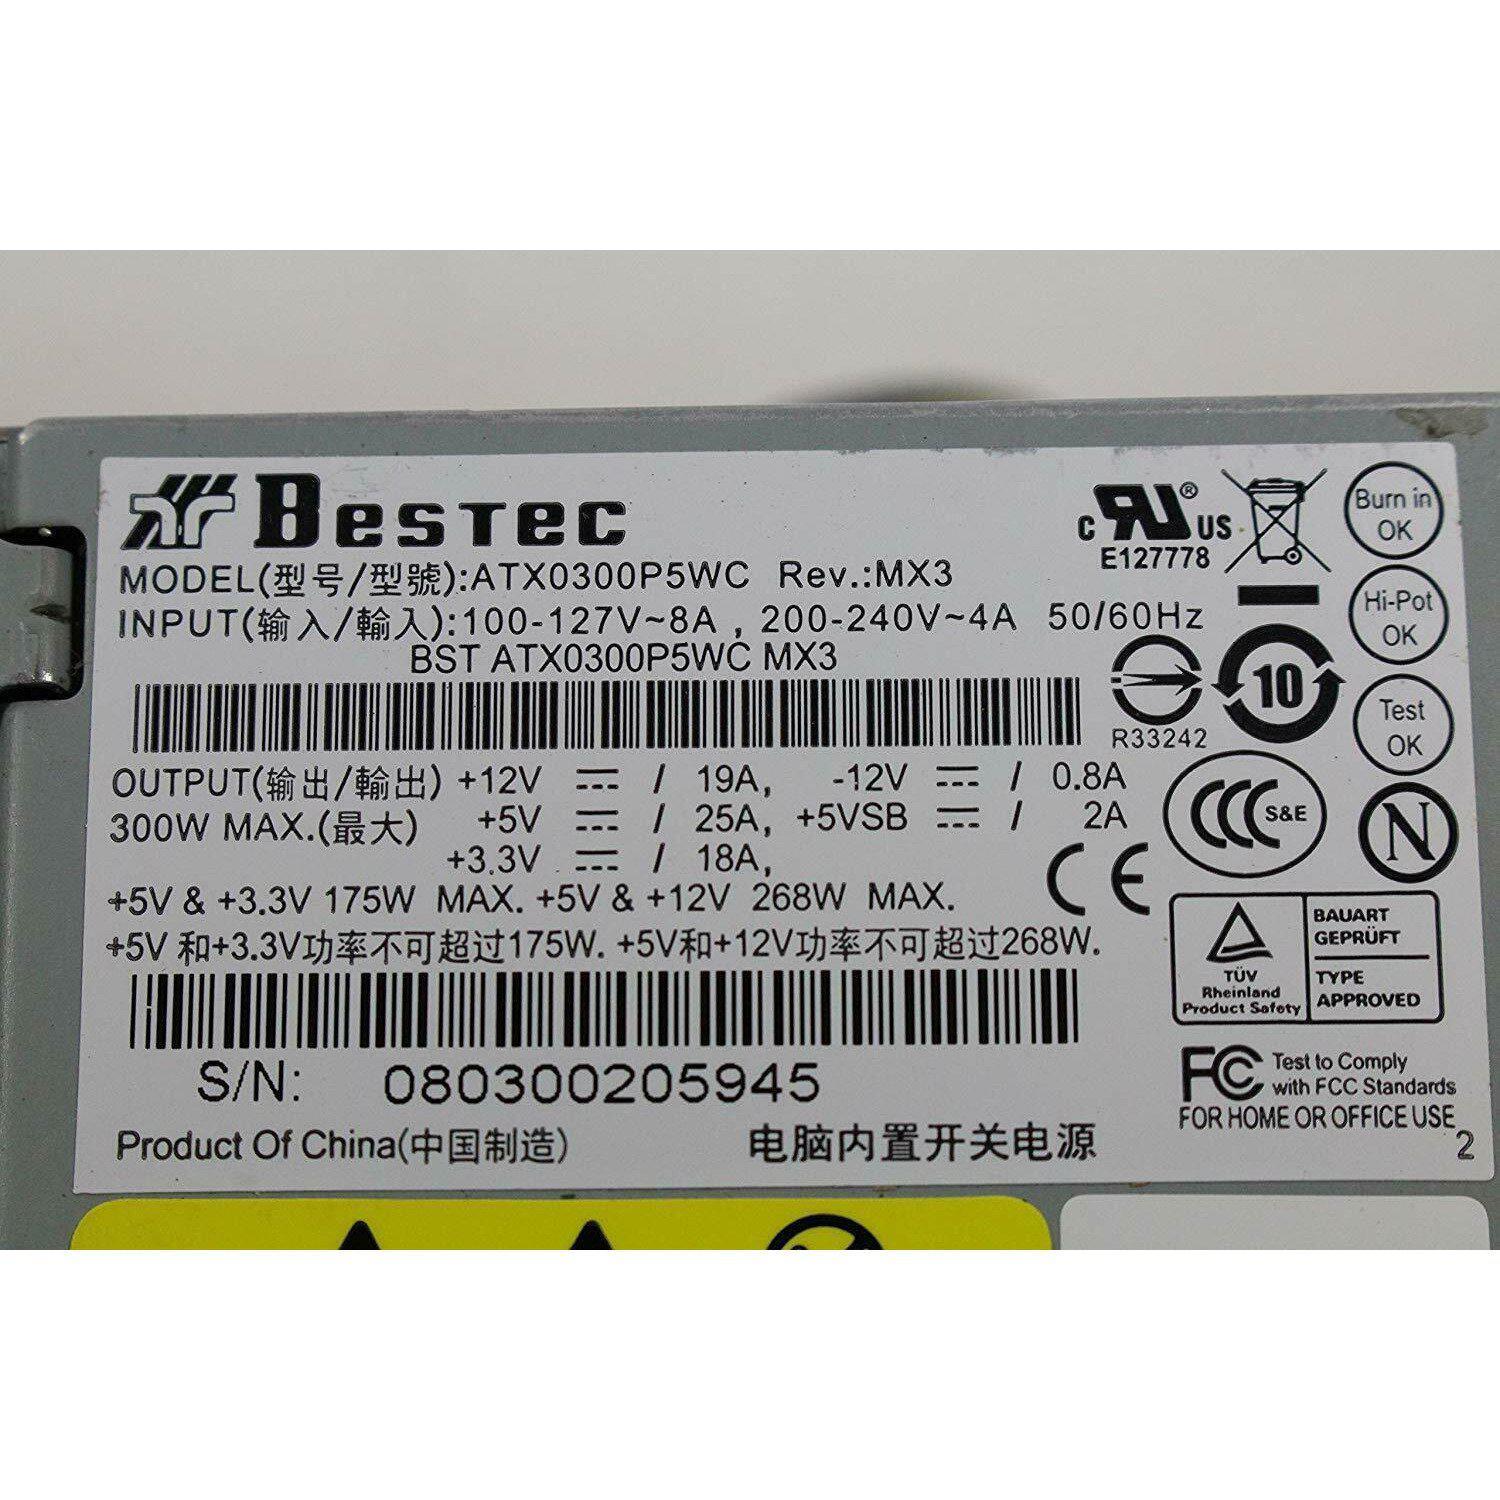 BESTEC
MODEL(型号/型號):ATX0300P5WC Rev.:MX3
INPUT(输入/輸入):100-127V~8A , 200-240V~4A 50/60Hz
BST ATX0300P5WC MX3
OUTPUT(输出/輸出) +12V ⎓ / 19A, -12V ⎓ / 0.8A
300W MAX.(最大) +5V ⎓ / 25A, +5VSB ⎓ / 2A
+3.3V ⎓ / 18A,
+5V & +3.3V 175W MAX. +5V & +12V 268W MAX.
+5V 和+3.3V功率不可超过175W. +5V和+12V功率不可超过268W.
S/N: 080300205945
Product Of China(中国制造)
电脑内置开关电源
c RU ® US
E127778
Burn in
OK
Hi-Pot
OK
Test
OK
10
R33242
CCC S&E
N
CE
TÜV
Rheinland
Product Safety
BAUART
GEPRÜFT
TYPE
APPROVED
FC Test to Comply
with FCC Standards
FOR HOME OR OFFICE USE
2